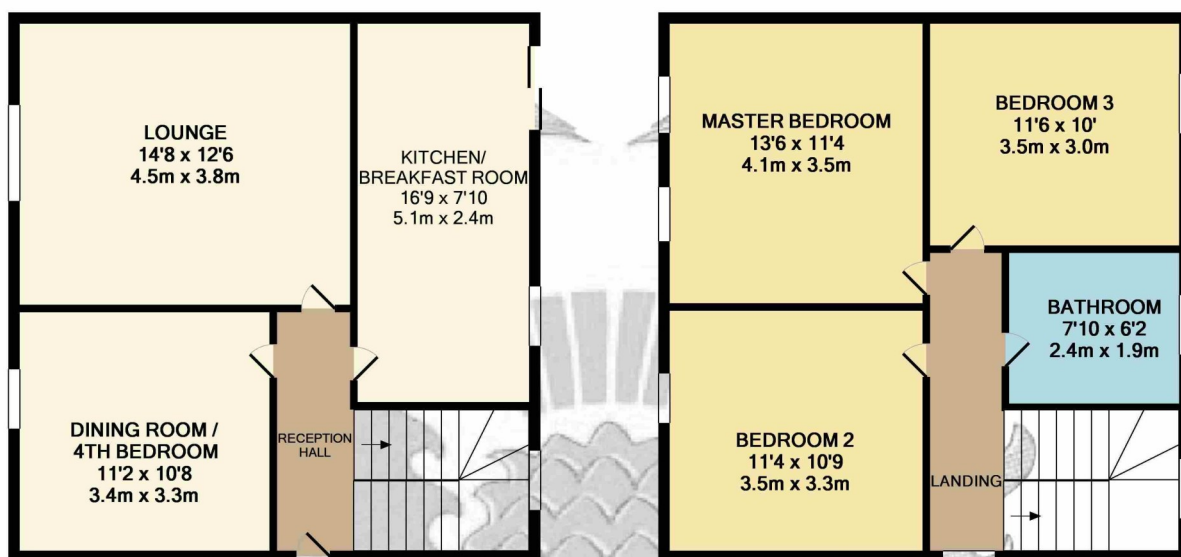 LOUNGE
14'8 x 12'6
4.5m x 3.8m
KITCHEN/
BREAKFAST ROOM
16'9 x 7'10
5.1m x 2.4m
DINING ROOM /
4TH BEDROOM
11'2 x 10'8
3.4m x 3.3m
RECEPTION
HALL
MASTER BEDROOM
13'6 x 11'4
4.1m x 3.5m
BEDROOM 3
11'6 x 10'
3.5m x 3.0m
BATHROOM
7'10 x 6'2
2.4m x 1.9m
BEDROOM 2
11'4 x 10'9
3.5m x 3.3m
LANDING